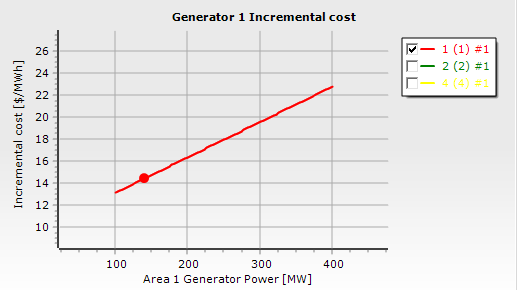 Generator 1 Incremental cost
1 (1) #1
2 (2) #1
4 (4) #1
Incremental cost [$/MWh]
26
24
22
20
18
16
14
12
10
100 200 300 400
Area 1 Generator Power [MW]